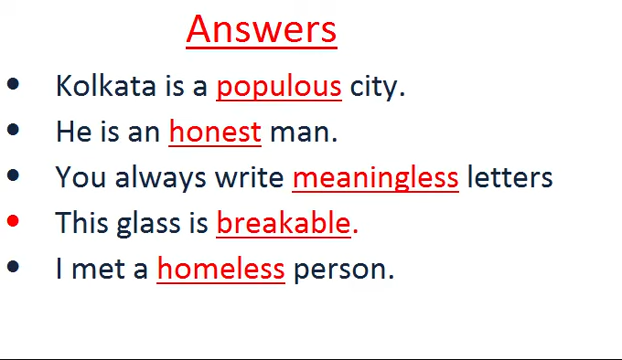 Answers
• Kolkata is a populous city.
• He is an honest man.
• You always write meaningless letters
• This glass is breakable.
• I met a homeless person.